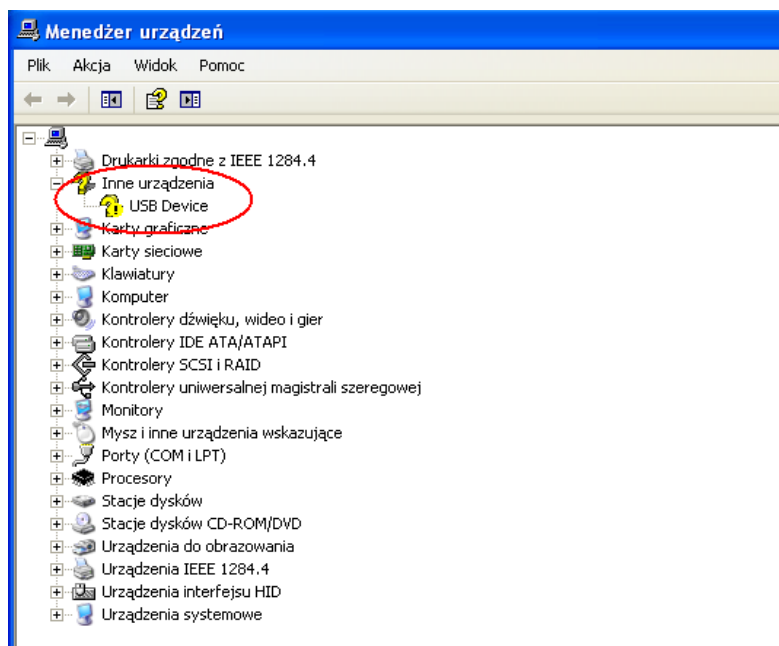 Menedżer urządzeń
Plik Akcja Widok Pomoc
Drukarki zgodne z IEEE 1284.4
Inne urządzenia
USB Device
Karty graficzne
Karty sieciowe
Klawiatury
Komputer
Kontrolery dźwięku, wideo i gier
Kontrolery IDE ATA/ATAPI
Kontrolery SCSI i RAID
Kontrolery uniwersalnej magistrali szeregowej
Monitory
Mysz i inne urządzenia wskazujące
Porty (COM i LPT)
Procesory
Stacje dysków
Stacje dysków CD-ROM/DVD
Urządzenia do obrazowania
Urządzenia IEEE 1284.4
Urządzenia interfejsu HID
Urządzenia systemowe